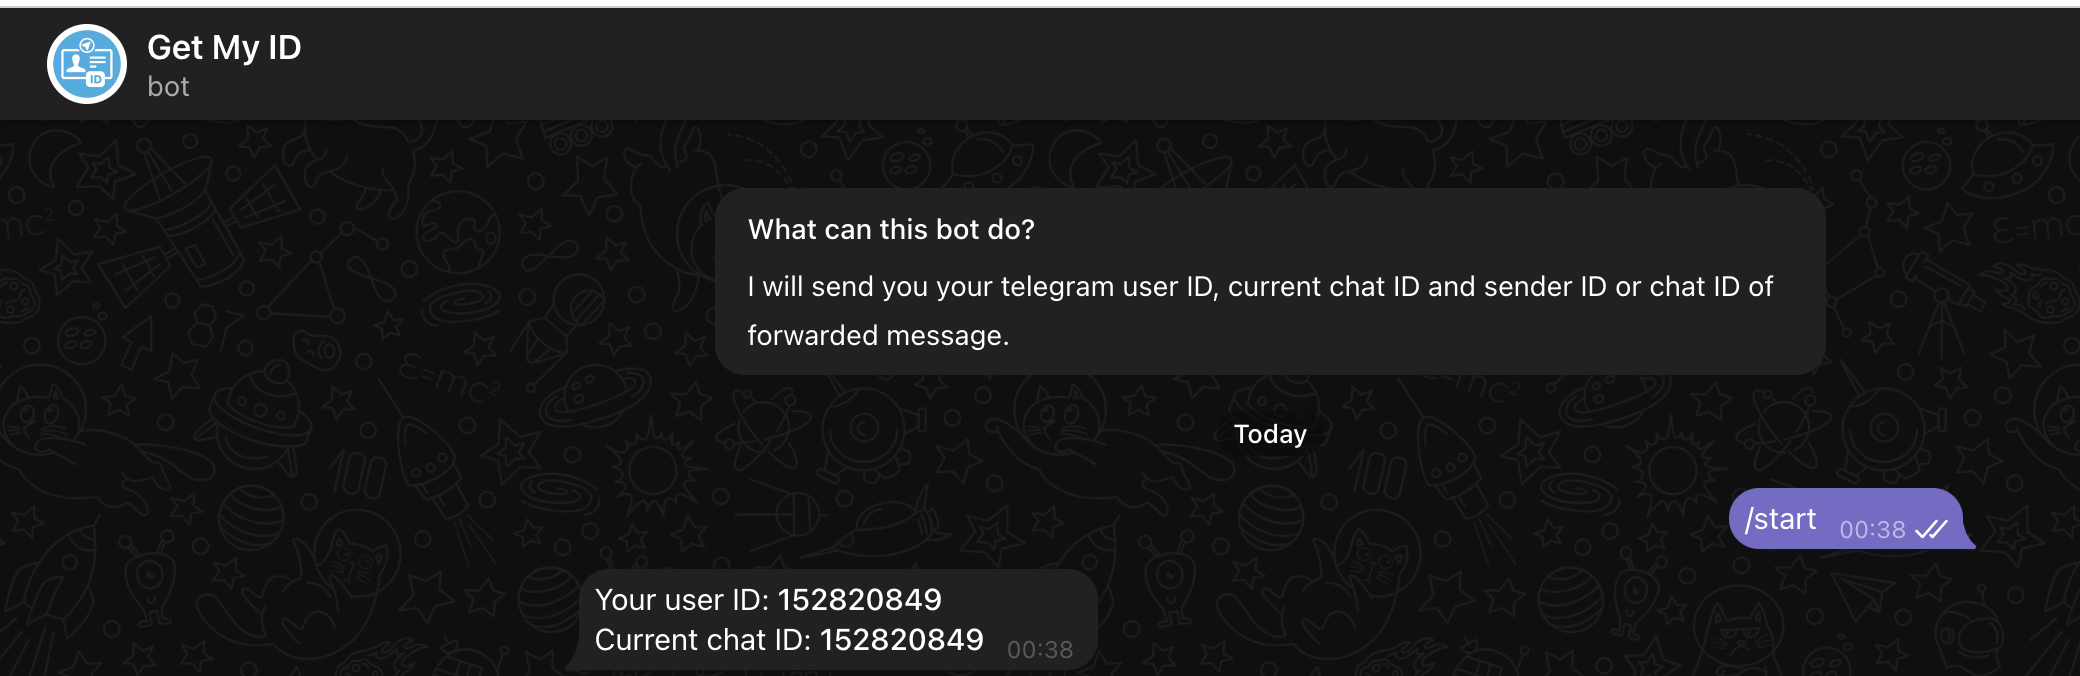 Get My ID
bot
What can this bot do?
I will send you your telegram user ID, current chat ID and sender ID or chat ID of
forwarded message.
Today
/start 00:38
Your user ID: 152820849
Current chat ID: 152820849 00:38